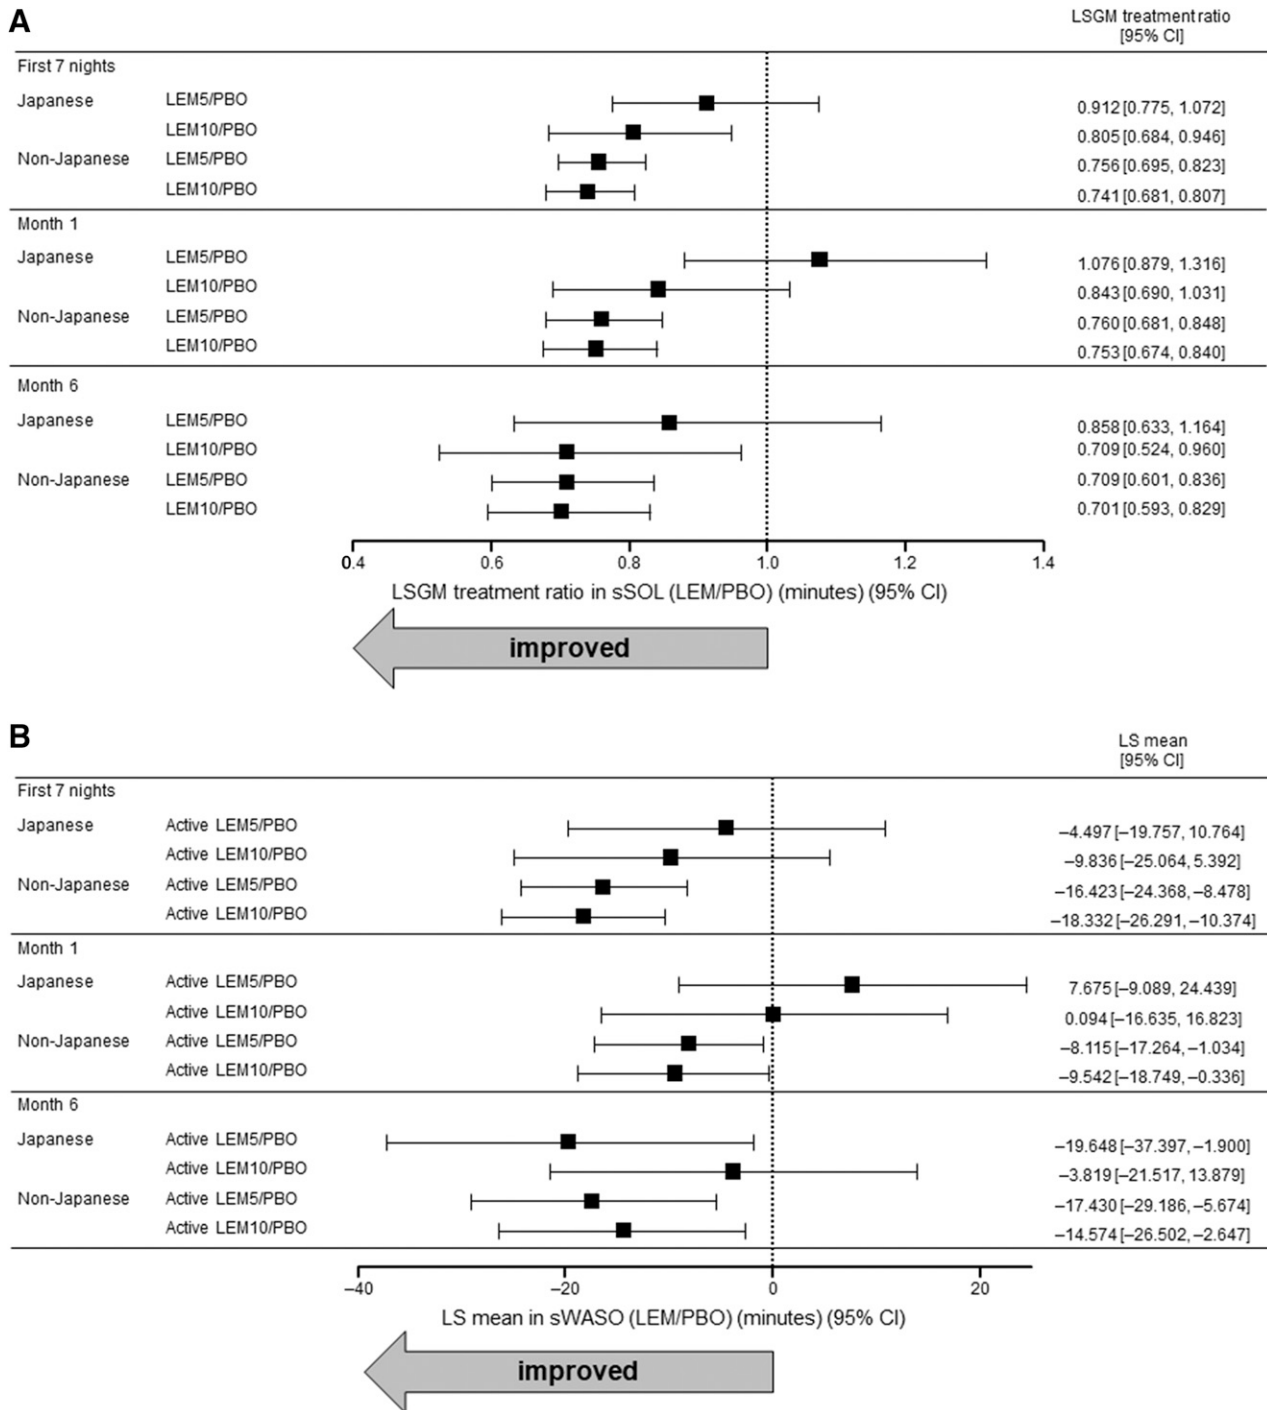 A
LSGM treatment ratio
[95% CI]
First 7 nights
Japanese LEM5/PBO 0.912 [0.775, 1.072]
LEM10/PBO 0.805 [0.684, 0.946]
Non-Japanese LEM5/PBO 0.756 [0.695, 0.823]
LEM10/PBO 0.741 [0.681, 0.807]
Month 1
Japanese LEM5/PBO 1.076 [0.879, 1.316]
LEM10/PBO 0.843 [0.690, 1.031]
Non-Japanese LEM5/PBO 0.760 [0.681, 0.848]
LEM10/PBO 0.753 [0.674, 0.840]
Month 6
Japanese LEM5/PBO 0.858 [0.633, 1.164]
LEM10/PBO 0.709 [0.524, 0.960]
Non-Japanese LEM5/PBO 0.709 [0.601, 0.836]
LEM10/PBO 0.701 [0.593, 0.829]
0.4 0.6 0.8 1.0 1.2 1.4
LSGM treatment ratio in sSOL (LEM/PBO) (minutes) (95% CI)
improved
B
LS mean
[95% CI]
First 7 nights
Japanese Active LEM5/PBO –4.497 [–19.757, 10.764]
Active LEM10/PBO –9.836 [–25.064, 5.392]
Non-Japanese Active LEM5/PBO –16.423 [–24.368, –8.478]
Active LEM10/PBO –18.332 [–26.291, –10.374]
Month 1
Japanese Active LEM5/PBO 7.675 [–9.089, 24.439]
Active LEM10/PBO 0.094 [–16.635, 16.823]
Non-Japanese Active LEM5/PBO –8.115 [–17.264, –1.034]
Active LEM10/PBO –9.542 [–18.749, –0.336]
Month 6
Japanese Active LEM5/PBO –19.648 [–37.397, –1.900]
Active LEM10/PBO –3.819 [–21.517, 13.879]
Non-Japanese Active LEM5/PBO –17.430 [–29.186, –5.674]
Active LEM10/PBO –14.574 [–26.502, –2.647]
–40 –20 0 20
LS mean in sWASO (LEM/PBO) (minutes) (95% CI)
improved